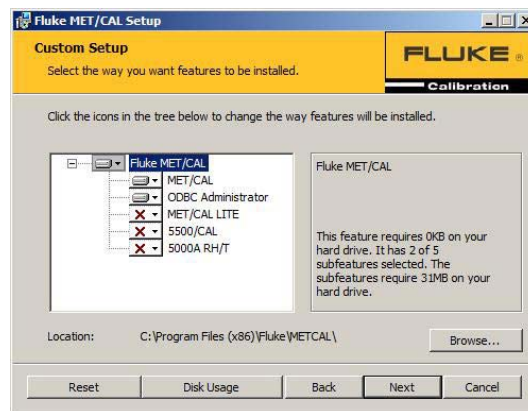 Fluke MET/CAL Setup
Custom Setup
Select the way you want features to be installed.
FLUKE ®
Calibration
Click the icons in the tree below to change the way features will be installed.
Fluke MET/CAL
MET/CAL
ODBC Administrator
MET/CAL LITE
5500/CAL
5000A RH/T
Fluke MET/CAL
This feature requires 0KB on your
hard drive. It has 2 of 5
subfeatures selected. The
subfeatures require 31MB on your
hard drive.
Location: C:\Program Files (x86)\Fluke\METCAL\
Browse...
Reset Disk Usage Back Next Cancel